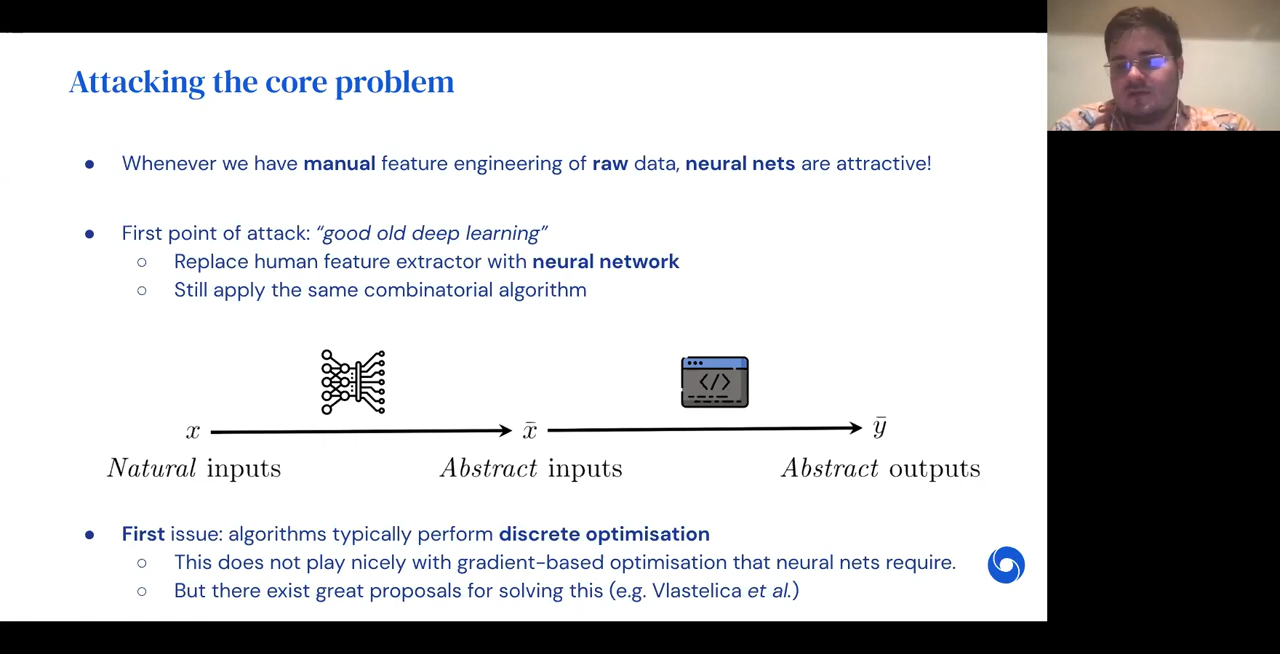 Attacking the core problem
● Whenever we have manual feature engineering of raw data, neural nets are attractive!
● First point of attack: “good old deep learning”
○ Replace human feature extractor with neural network
○ Still apply the same combinatorial algorithm
</>
x x̄ ȳ
Natural inputs Abstract inputs Abstract outputs
● First issue: algorithms typically perform discrete optimisation
○ This does not play nicely with gradient-based optimisation that neural nets require.
○ But there exist great proposals for solving this (e.g. Vlastelica et al.)